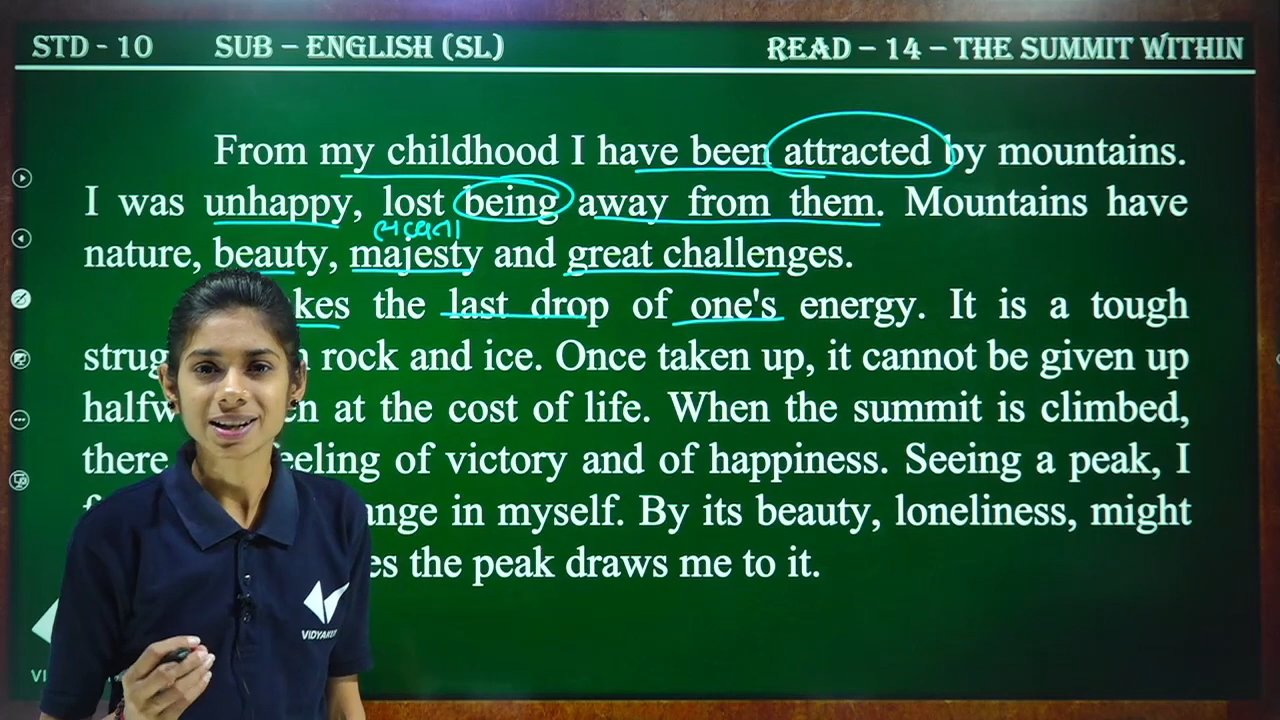 STD - 10 SUB – ENGLISH (SL) READ – 14 – THE SUMMIT WITHIN
From my childhood I have been attracted by mountains.
I was unhappy, lost being away from them. Mountains have
nature, beauty, majesty and great challenges.
kes the last drop of one's energy. It is a tough
strug rock and ice. Once taken up, it cannot be given up
halfw en at the cost of life. When the summit is climbed,
there eeling of victory and of happiness. Seeing a peak, I
ange in myself. By its beauty, loneliness, might
es the peak draws me to it.
VIDYAKUL
VI